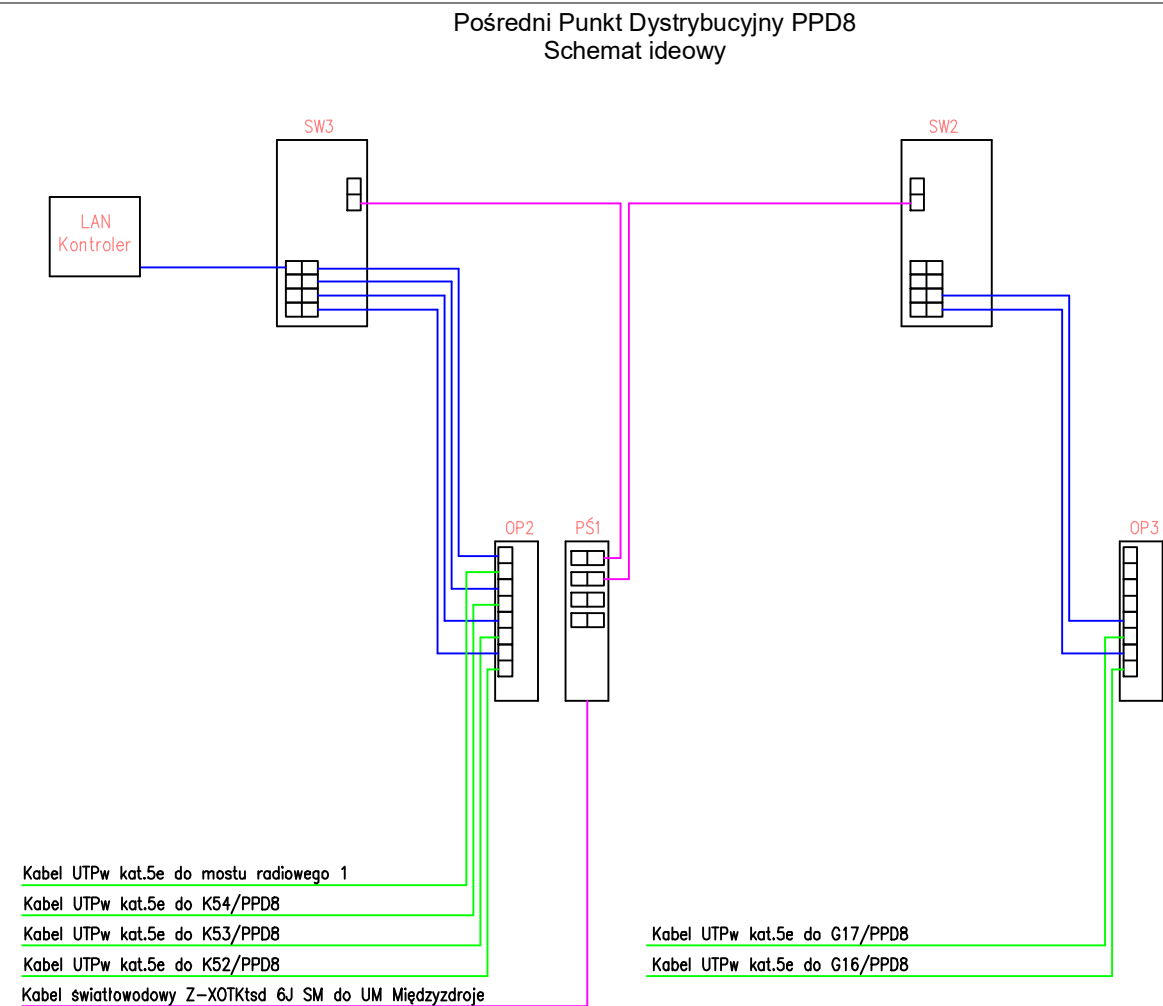 Pośredni Punkt Dystrybucyjny PPD8
Schemat ideowy
SW3
SW2
LAN
Kontroler
OP2
PŚ1
OP3
Kabel UTPw kat.5e do mostu radiowego 1
Kabel UTPw kat.5e do K54/PPD8
Kabel UTPw kat.5e do K53/PPD8
Kabel UTPw kat.5e do K52/PPD8
Kabel światłowodowy Z-XOTKtsd 6J SM do UM Międzyzdroje
Kabel UTPw kat.5e do G17/PPD8
Kabel UTPw kat.5e do G16/PPD8